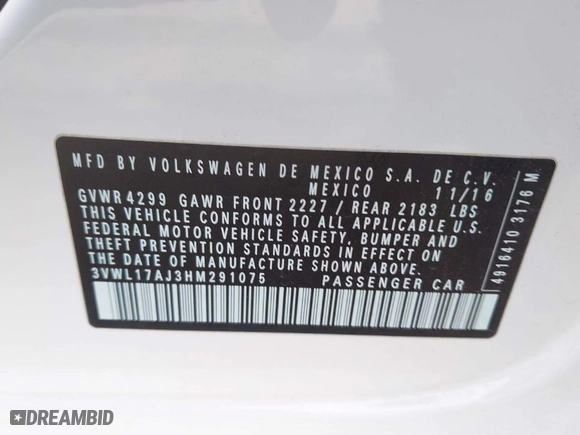 MFD BY VOLKSWAGEN DE MEXICO S.A. DE C.V.
MEXICO 11/16
GVWR 4299 GAWR FRONT 2227 / REAR 2183 LBS
THIS VEHICLE CONFORMS TO ALL APPLICABLE U.S.
FEDERAL MOTOR VEHICLE SAFETY, BUMPER AND
THEFT PREVENTION STANDARDS IN EFFECT ON
THE DATE OF MANUFACTURE SHOWN ABOVE.
3VWL17AJ3HM291075 PASSENGER CAR
4916410 3176 M
DREAMBID